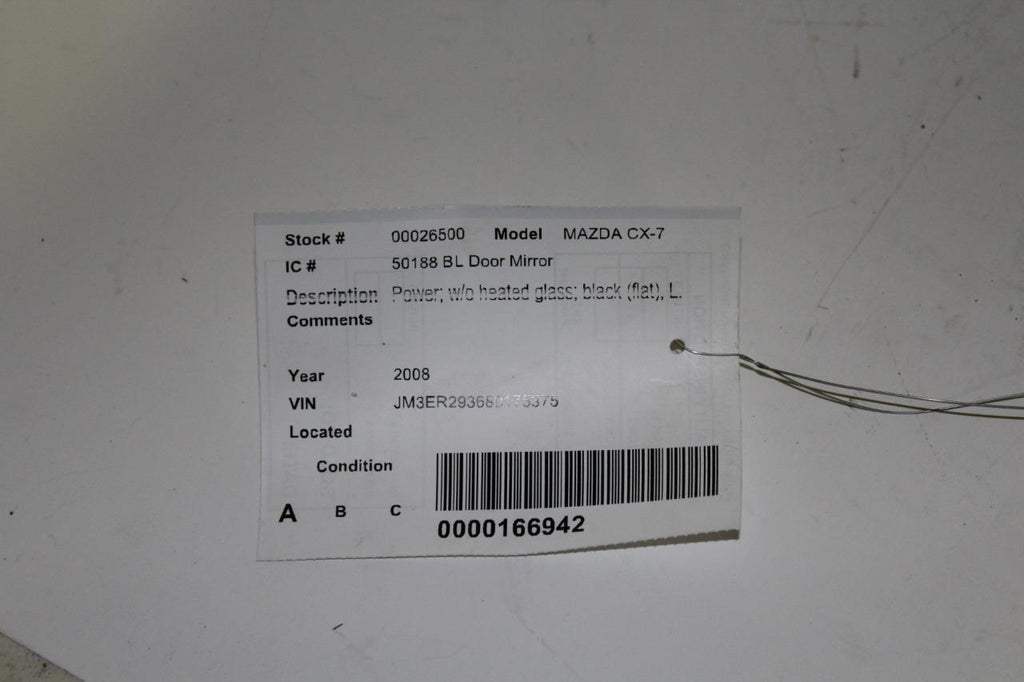 Stock # 00026500 Model MAZDA CX-7
IC # 50188 BL Door Mirror
Description Power; w/o heated glass; black (flat), L.
Comments
Year 2008
VIN
Located
Condition
A B C
0000166942